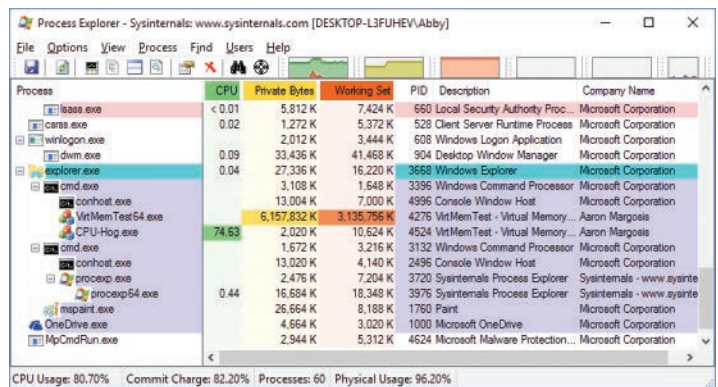 Process Explorer - Sysinternals: www.sysinternals.com [DESKTOP-L3FUHEV\Abby]
File Options View Process Find Users Help
Process CPU Private Bytes Working Set PID Description Company Name
lsass.exe < 0.01 5,812 K 7,424 K 660 Local Security Authority Proc... Microsoft Corporation
csrss.exe 0.02 1,272 K 5,372 K 528 Client Server Runtime Process Microsoft Corporation
winlogon.exe 2,012 K 3,444 K 608 Windows Logon Application Microsoft Corporation
dwm.exe 0.09 33,436 K 41,468 K 904 Desktop Window Manager Microsoft Corporation
explorer.exe 0.04 27,336 K 16,220 K 3668 Windows Explorer Microsoft Corporation
cmd.exe 3,108 K 1,648 K 3396 Windows Command Processor Microsoft Corporation
conhost.exe 13,004 K 7,000 K 4996 Console Window Host Microsoft Corporation
VirtMemTest64.exe 6,157,832 K 3,135,756 K 4276 VirtMemTest - Virtual Memory... Aaron Margosis
CPU-Hog.exe 74.63 2,020 K 10,624 K 4524 VirtMemTest - Virtual Memory... Aaron Margosis
cmd.exe 1,672 K 3,216 K 3132 Windows Command Processor Microsoft Corporation
conhost.exe 13,020 K 4,140 K 2496 Console Window Host Microsoft Corporation
procexp.exe 2,476 K 7,204 K 3720 Sysinternals Process Explorer Sysinternals - www.sysinte
procexp64.exe 0.44 16,684 K 18,348 K 3976 Sysinternals Process Explorer Sysinternals - www.sysinte
mspaint.exe 26,664 K 8,188 K 1760 Paint Microsoft Corporation
OneDrive.exe 4,664 K 3,020 K 1000 Microsoft OneDrive Microsoft Corporation
MpCmdRun.exe 2,944 K 5,312 K 4624 Microsoft Malware Protection... Microsoft Corporation
CPU Usage: 80.70% Commit Charge: 82.20% Processes: 60 Physical Usage: 96.20%